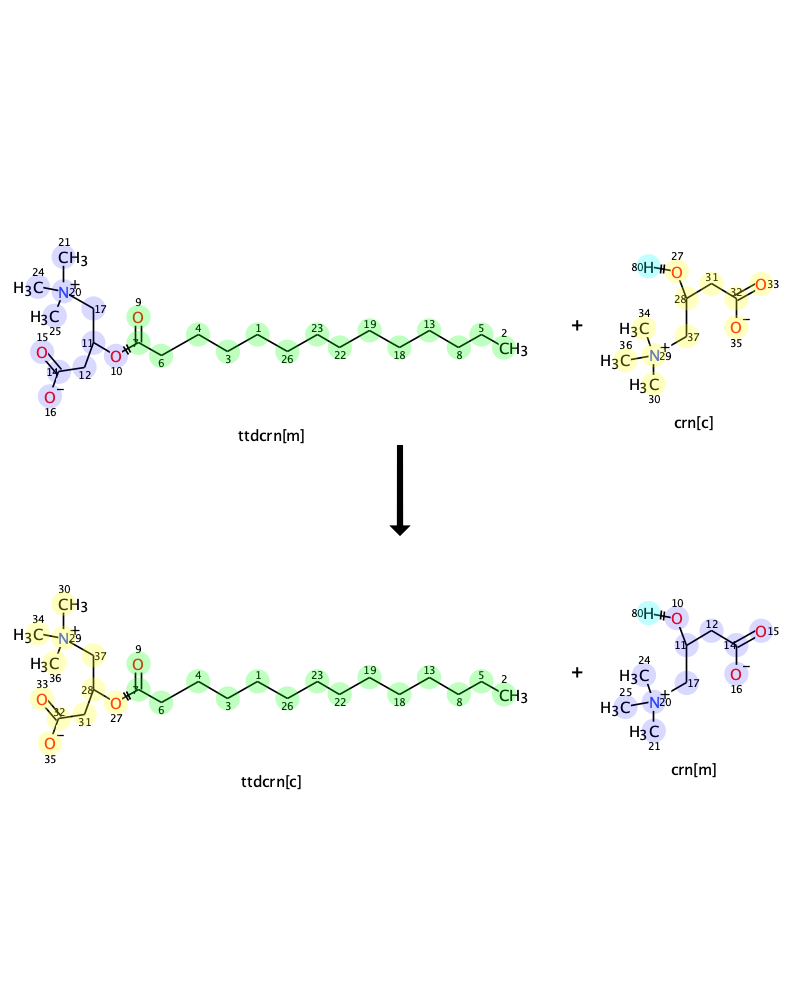 21
CH3
24
H3C
N+
20
H3C
25
17
15
O
14
12
11
O-
16
O
10
9
O
7
6
4
3
1
26
23
22
19
18
13
8
5
2
CH3
ttdcrn[m]
+
80
H
27
O
31
28
32
O
33
O-
35
34
H3C
36
H3C
N+
29
37
H3C
30
crn[c]
30
CH3
34
H3C
N+
29
H3C
36
37
33
O
32
31
28
O-
35
O
27
9
O
7
6
4
3
1
26
23
22
19
18
13
8
5
2
CH3
ttdcrn[c]
+
80
H
10
O
12
11
14
O
15
O-
16
24
H3C
25
H3C
N+
20
17
H3C
21
crn[m]